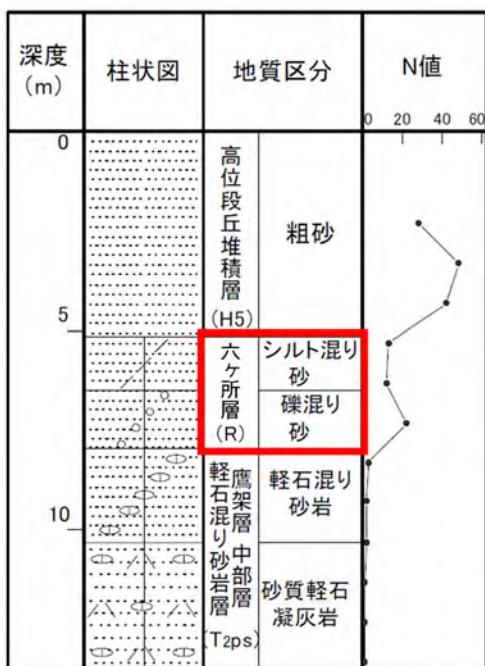 深度
(m)
柱状図
地質区分
N値
0 20 40 60
0
5
10
高位段丘堆積層
(H5)
粗砂
六ヶ所層
(R)
シルト混り
砂
礫混り
砂
鷹架層 中部層
軽石混り砂岩層
(T2ps)
軽石混り
砂岩
砂質軽石
凝灰岩